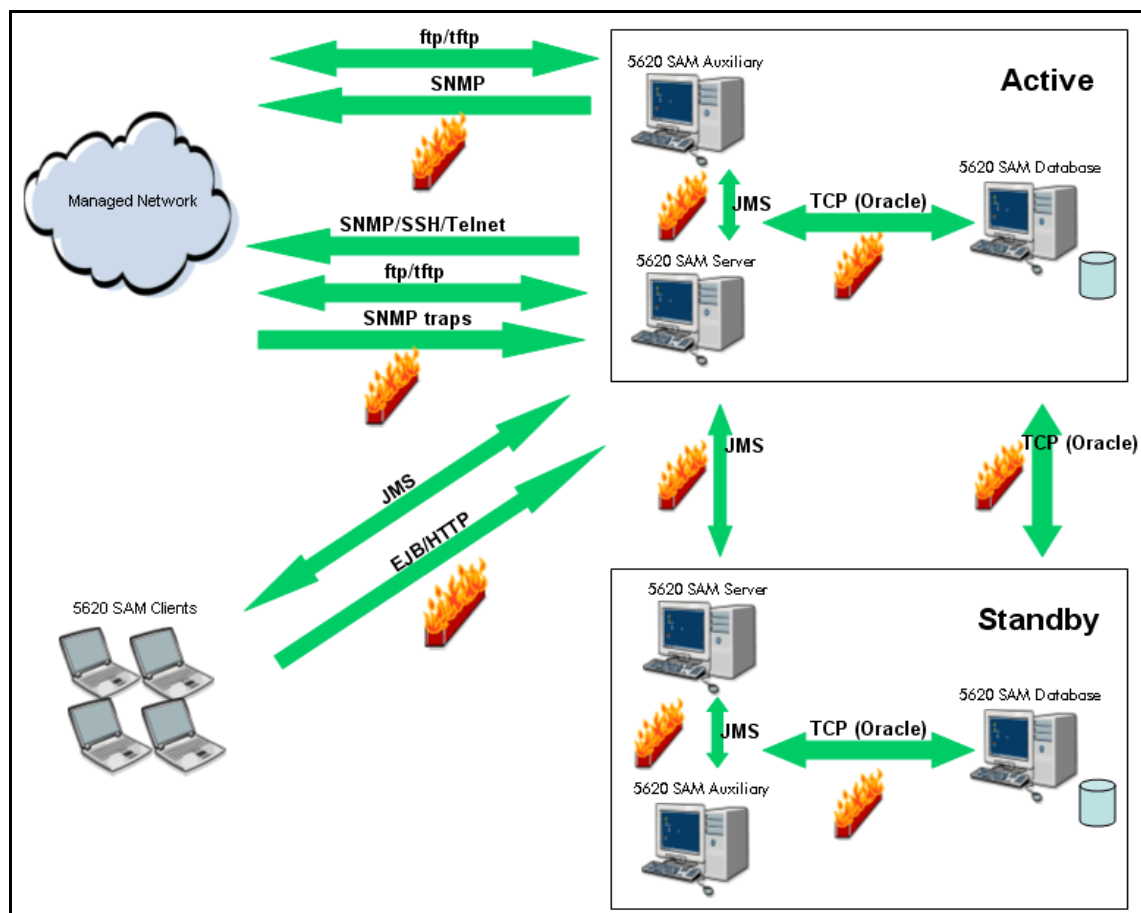 ftp/tftp
5620 SAM Auxiliary
Active
SNMP
5620 SAM Database
Managed Network
JMS
TCP (Oracle)
SNMP/SSH/Telnet
5620 SAM Server
ftp/tftp
SNMP traps
JMS
TCP (Oracle)
JMS
EJB/HTTP
5620 SAM Clients
5620 SAM Server
Standby
5620 SAM Database
JMS
TCP (Oracle)
5620 SAM Auxiliary